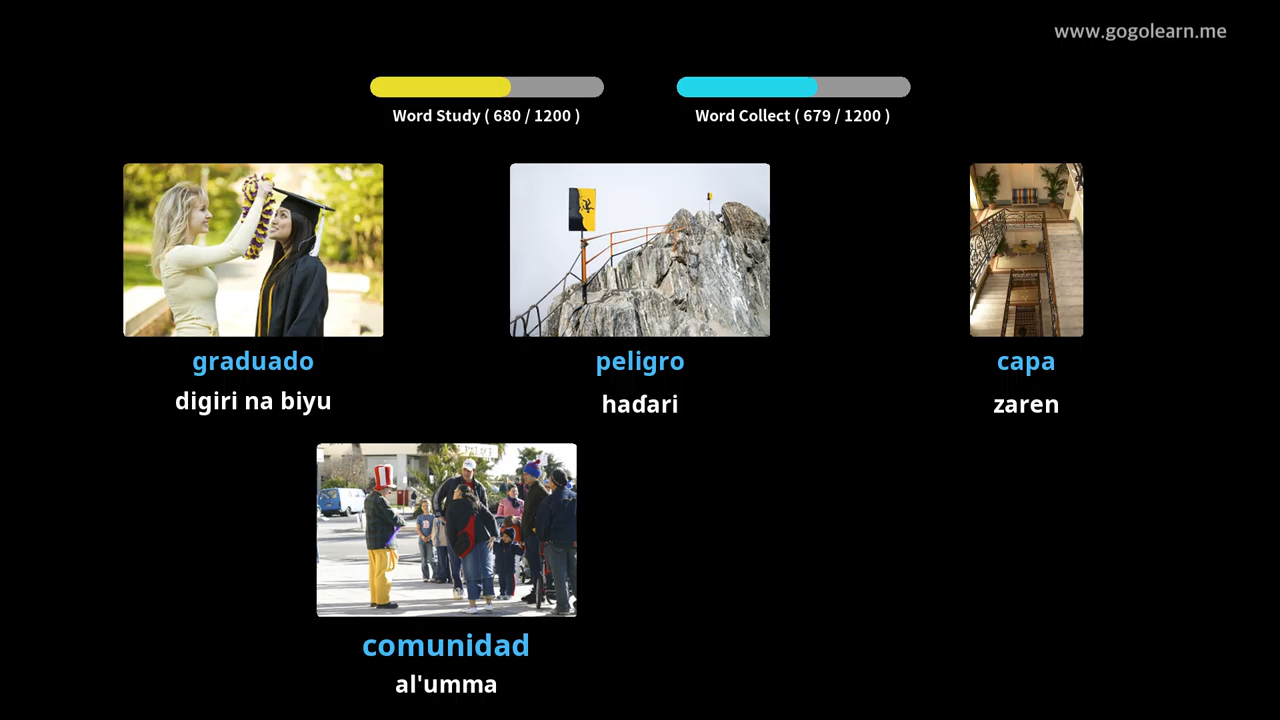 www.gogolearn.me
Word Study ( 680 / 1200 )
Word Collect ( 679 / 1200 )
graduado
peligro
capa
digiri na biyu
haɗari
zaren
comunidad
al'umma